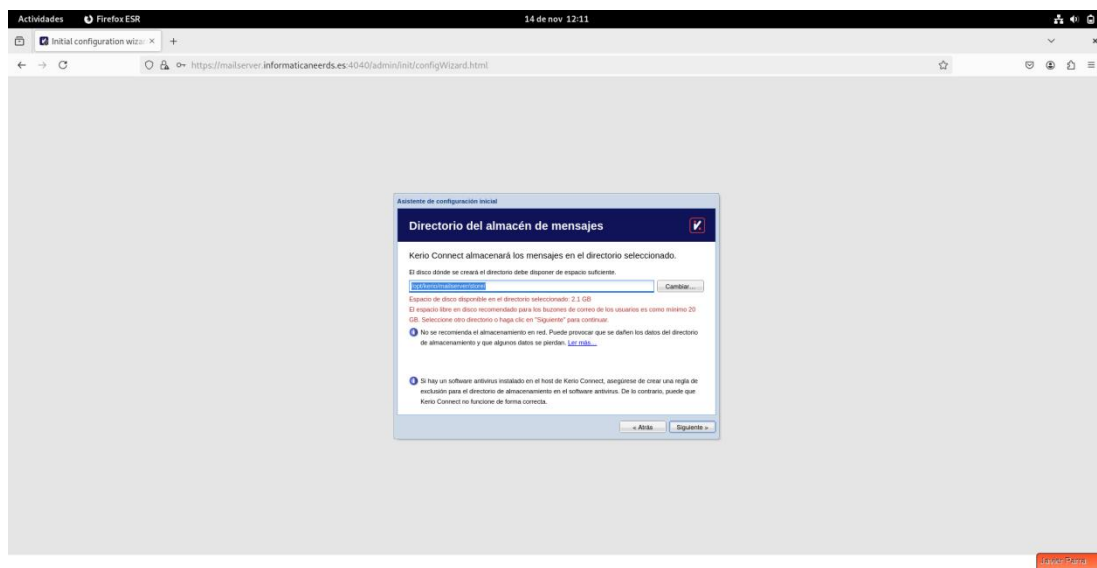 Actividades Firefox ESR 14 de nov 12:11
Initial configuration wiza × +
https://mailserver.informaticaneerds.es:4040/admin/init/configWizard.html
Asistente de configuración inicial
Directorio del almacén de mensajes
Kerio Connect almacenará los mensajes en el directorio seleccionado.
El disco dónde se creará el directorio debe disponer de espacio suficiente.
/opt/kerio/mailserver/store/ Cambiar...
Espacio de disco disponible en el directorio seleccionado: 2.1 GB
El espacio libre en disco recomendado para los buzones de correo de los usuarios es como mínimo 20
GB. Seleccione otro directorio o haga clic en "Siguiente" para continuar.
No se recomienda el almacenamiento en red. Puede provocar que se dañen los datos del directorio
de almacenamiento y que algunos datos se pierdan. Ler más...
Si hay un software antivirus instalado en el host de Kerio Connect, asegúrese de crear una regla de
exclusión para el directorio de almacenamiento en el software antivirus. De lo contrario, puede que
Kerio Connect no funcione de forma correcta.
« Atrás Siguiente »